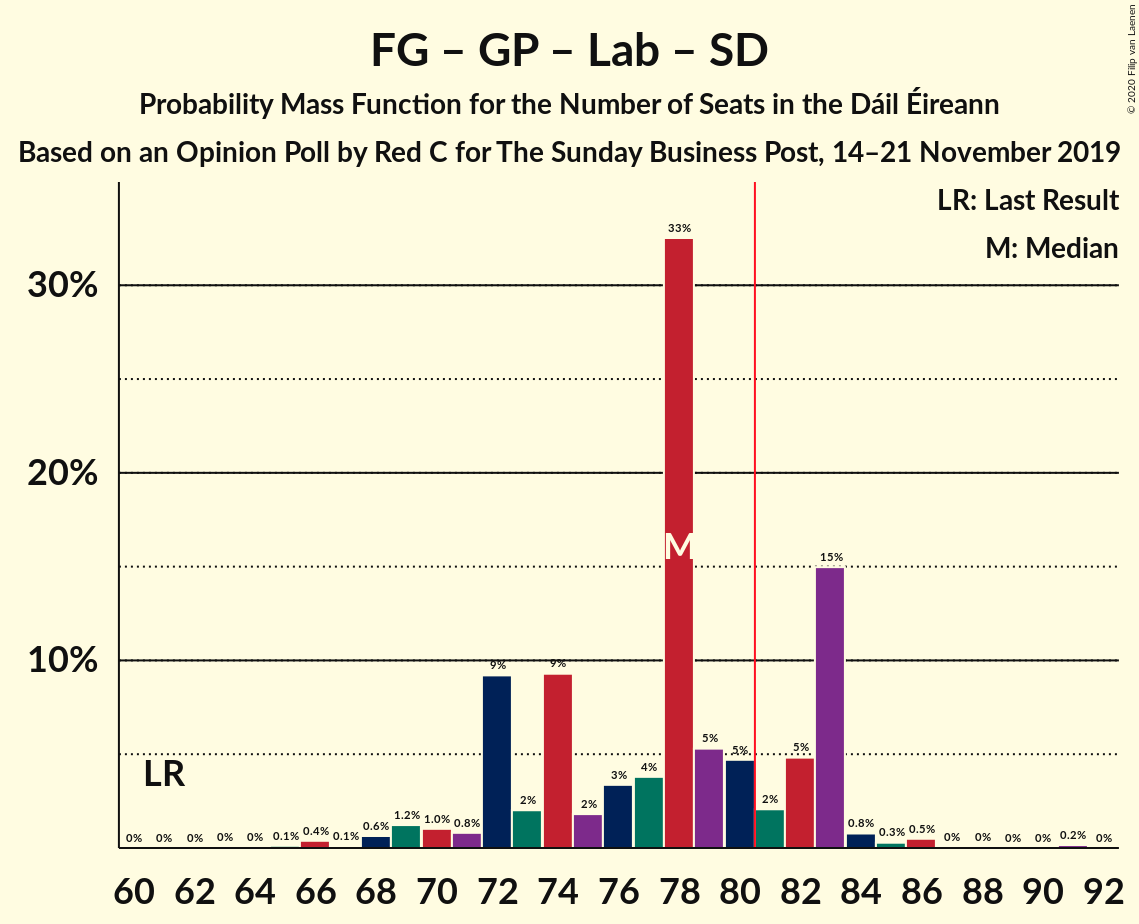 FG – GP – Lab – SD
Probability Mass Function for the Number of Seats in the Dáil Éireann
Based on an Opinion Poll by Red C for The Sunday Business Post, 14–21 November 2019
© 2020 Filip van Laenen
LR: Last Result
M: Median
30%
20%
10%
LR
M
0% 0% 0% 0% 0% 0.1% 0.4% 0.1% 0.6% 1.2% 1.0% 0.8% 9% 2% 9% 2% 3% 4% 33% 5% 5% 2% 5% 15% 0.8% 0.3% 0.5% 0% 0% 0% 0% 0.2% 0%
60 62 64 66 68 70 72 74 76 78 80 82 84 86 88 90 92